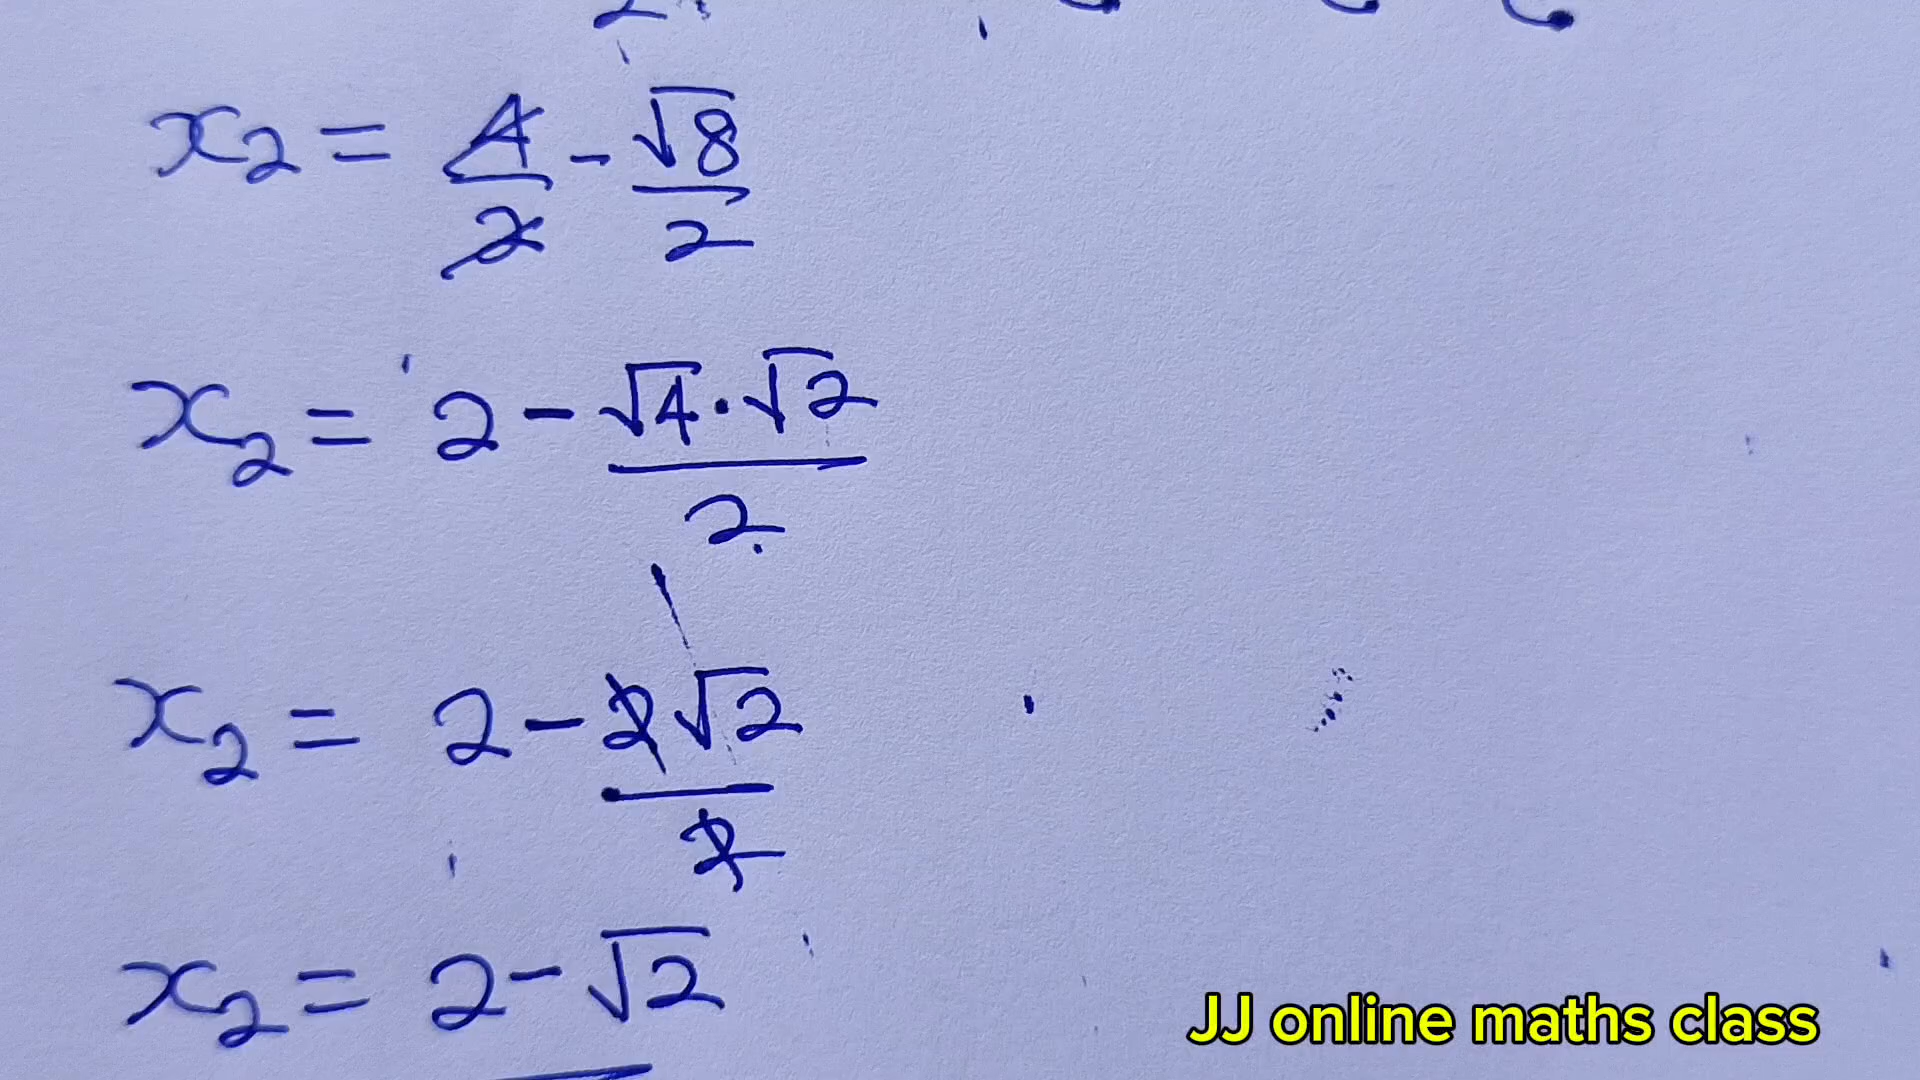 x₂ = 4/2 - √8/2
x₂ = 2 - √4·√2/2
x₂ = 2 - 2√2/2
x₂ = 2 - √2
JJ online maths class